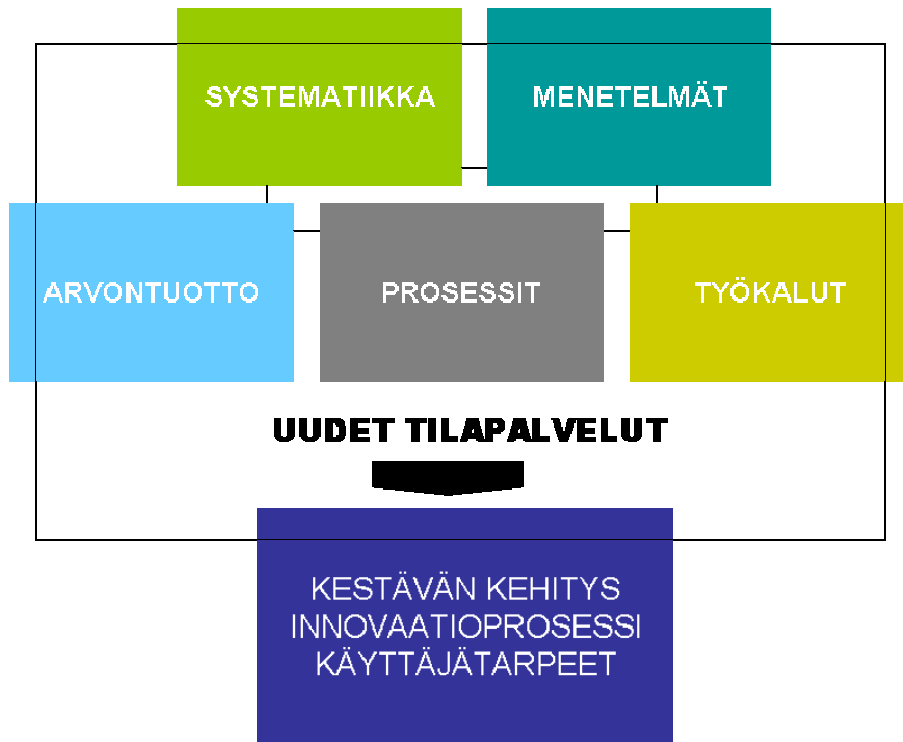 SYSTEMATIIKKA
MENETELMÄT
ARVONTUOTTO
PROSESSIT
TYÖKALUT
UUDET TILAPALVELUT
KESTÄVÄN KEHITYS
INNOVAATIOPROSESSI
KÄYTTÄJÄTARPEET